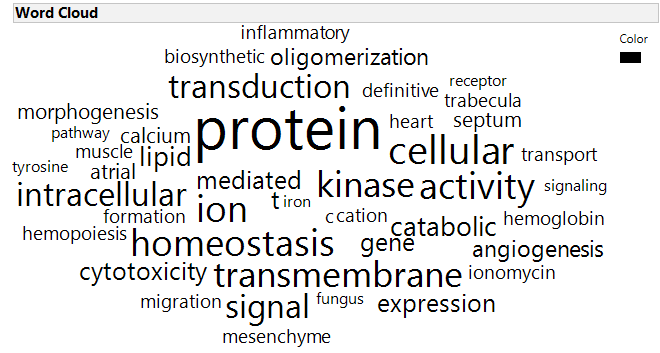 Word Cloud
inflammatory
Color
biosynthetic oligomerization
transduction definitive receptor
trabecula
morphogenesis protein heart septum
pathway calcium
muscle lipid cellular transport
tyrosine atrial
intracellular mediated kinase activity signaling
formation ion t iron c cation catabolic hemoglobin
hemopoiesis homeostasis gene angiogenesis
cytotoxicity transmembrane ionomycin
migration signal fungus expression
mesenchyme